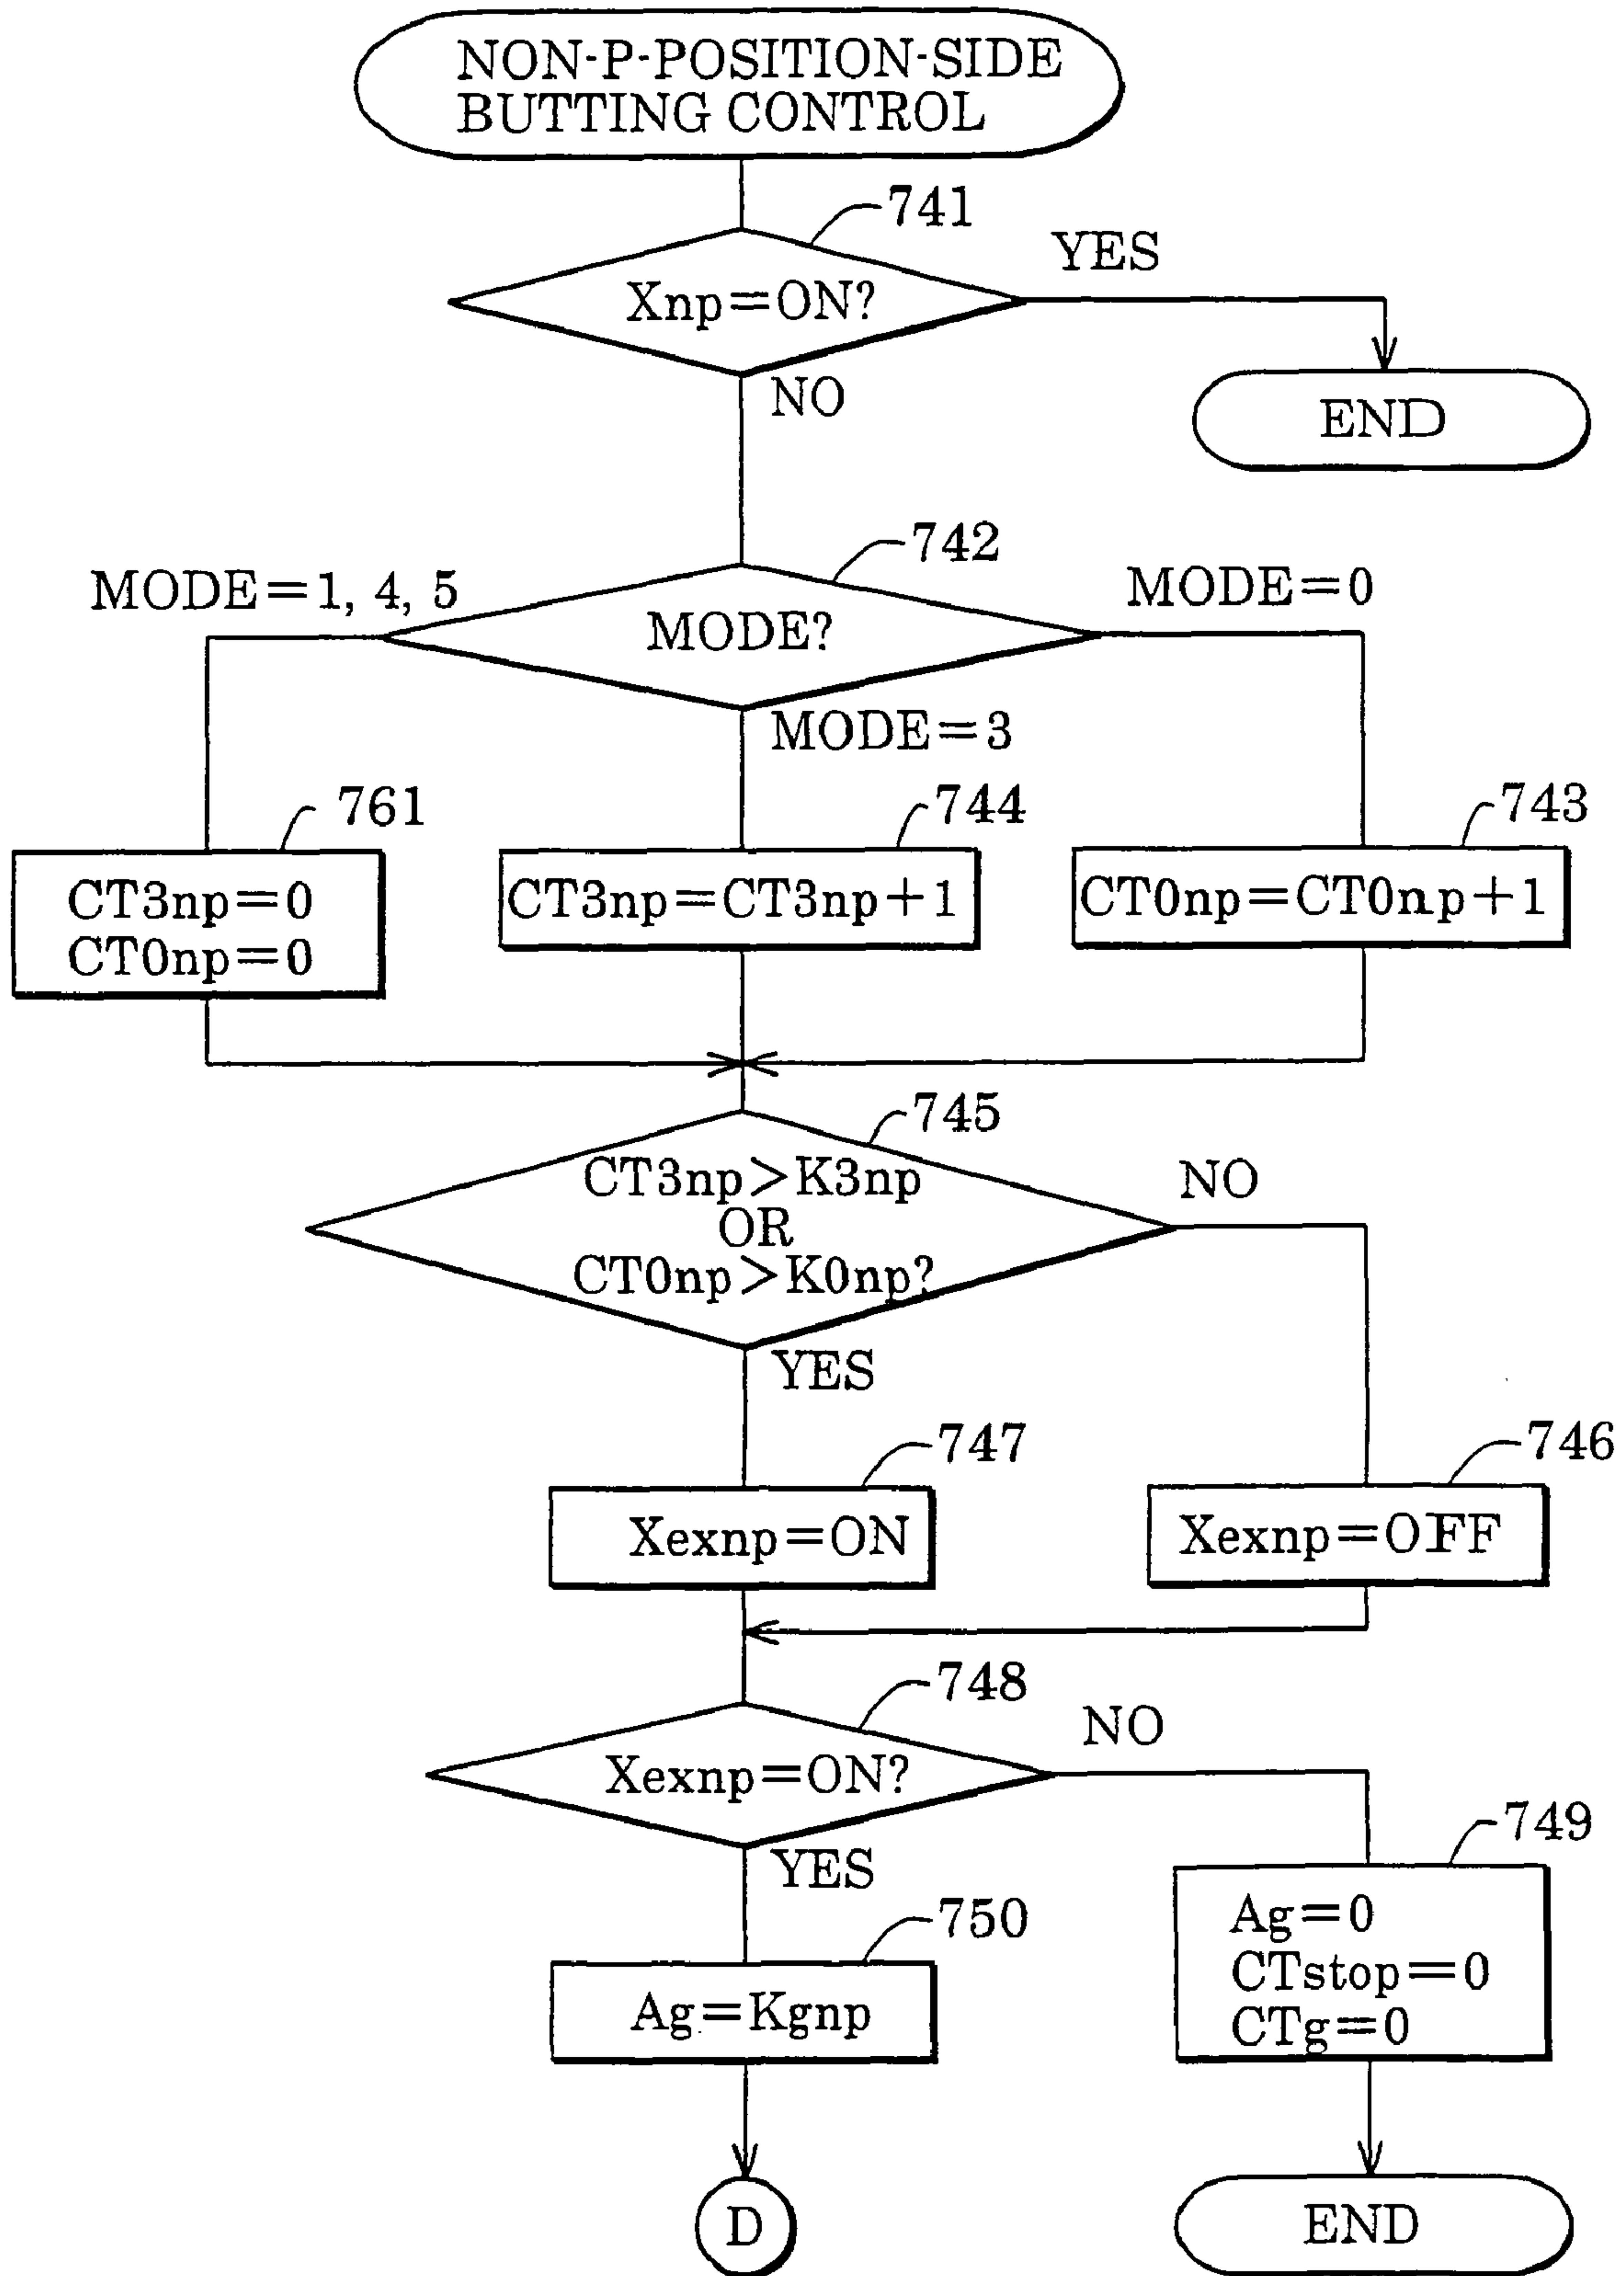 NON-P-POSITION-SIDE
BUTTING CONTROL
741
YES
Xnp=ON?
NO
END
742
MODE=1, 4, 5
MODE=0
MODE?
MODE=3
761
744
743
CT3np=0
CT0np=0
CT3np=CT3np+1
CT0np=CT0np+1
745
CT3np>K3np
OR
CT0np>K0np?
NO
YES
747
746
Xexnp=ON
Xexnp=OFF
748
NO
Xexnp=ON?
749
YES
750
Ag=0
CTstop=0
CTg=0
Ag=Kgnp
D
END